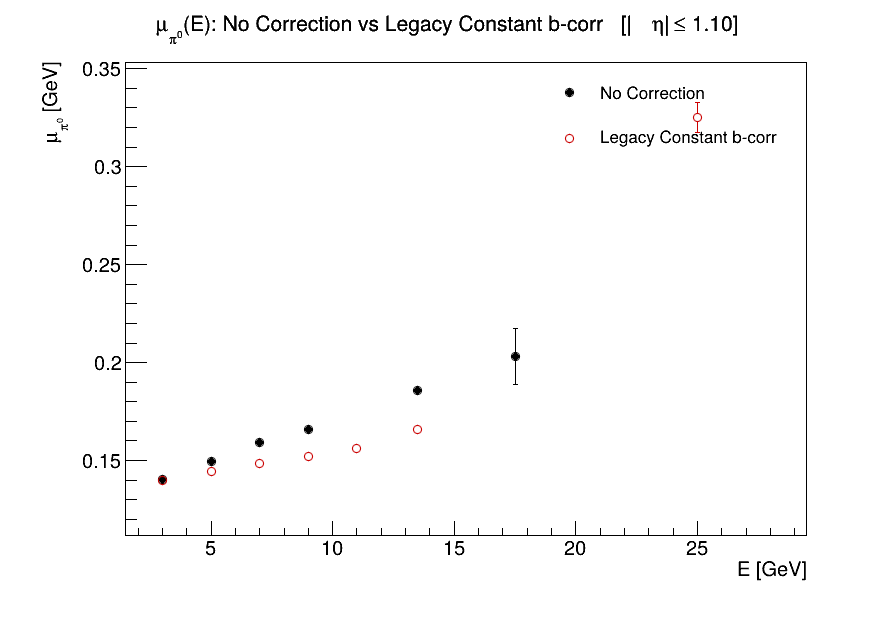 μ_π⁰(E): No Correction vs Legacy Constant b-corr [| η| ≤ 1.10]
μ_π⁰ [GeV]
0.35
0.3
0.25
0.2
0.15
No Correction
Legacy Constant b-corr
5 10 15 20 25
E [GeV]